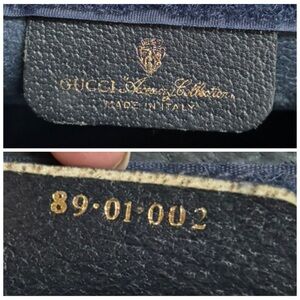 GUCCI Accessory Collection
MADE IN ITALY
89·01·002